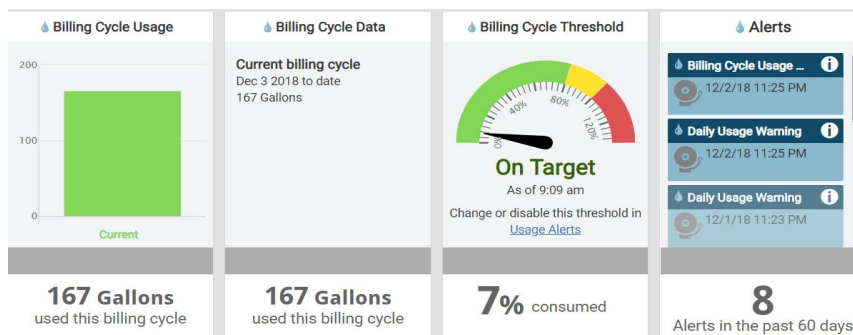 Billing Cycle Usage
200
100
0
Current
167 Gallons
used this billing cycle
Billing Cycle Data
Current billing cycle
Dec 3 2018 to date
167 Gallons
167 Gallons
used this billing cycle
Billing Cycle Threshold
0%
40%
80%
120%
On Target
As of 9:09 am
Change or disable this threshold in
Usage Alerts
7% consumed
Alerts
Billing Cycle Usage ...
12/2/18 11:25 PM
Daily Usage Warning
12/2/18 11:25 PM
Daily Usage Warning
12/1/18 11:23 PM
8
Alerts in the past 60 days